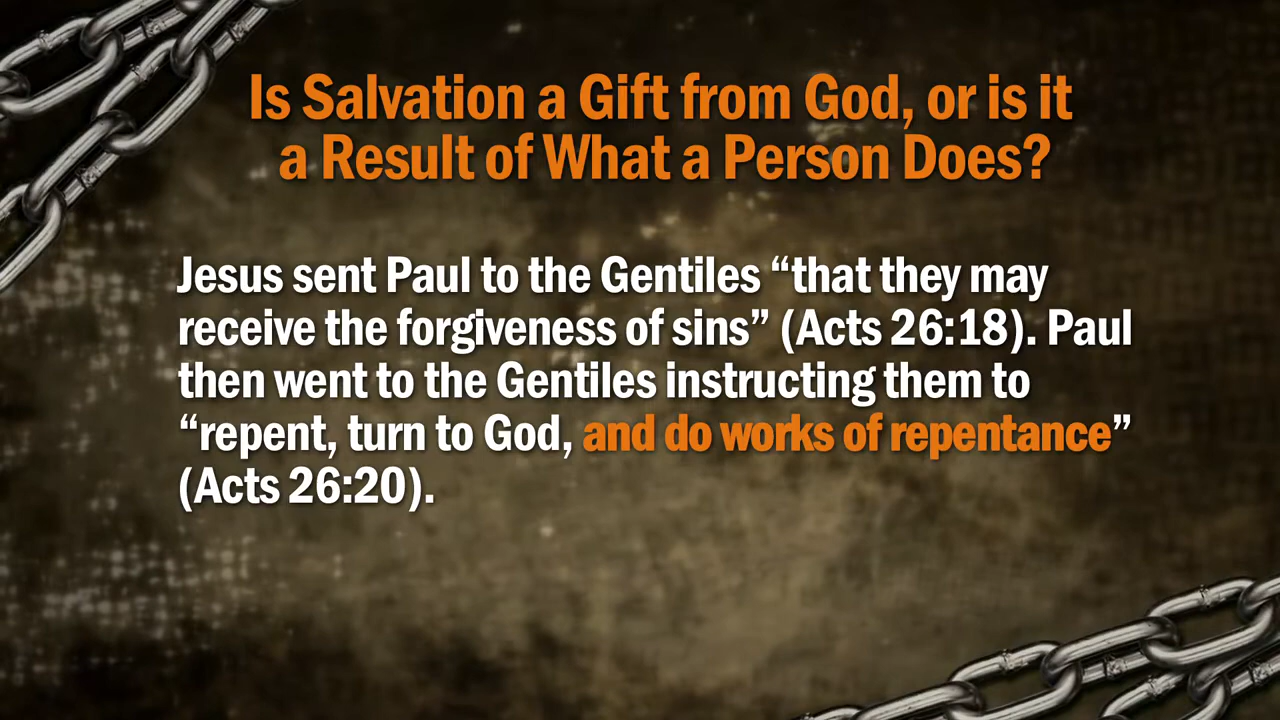 Is Salvation a Gift from God, or is it
a Result of What a Person Does?
Jesus sent Paul to the Gentiles “that they may
receive the forgiveness of sins” (Acts 26:18). Paul
then went to the Gentiles instructing them to
“repent, turn to God, and do works of repentance”
(Acts 26:20).